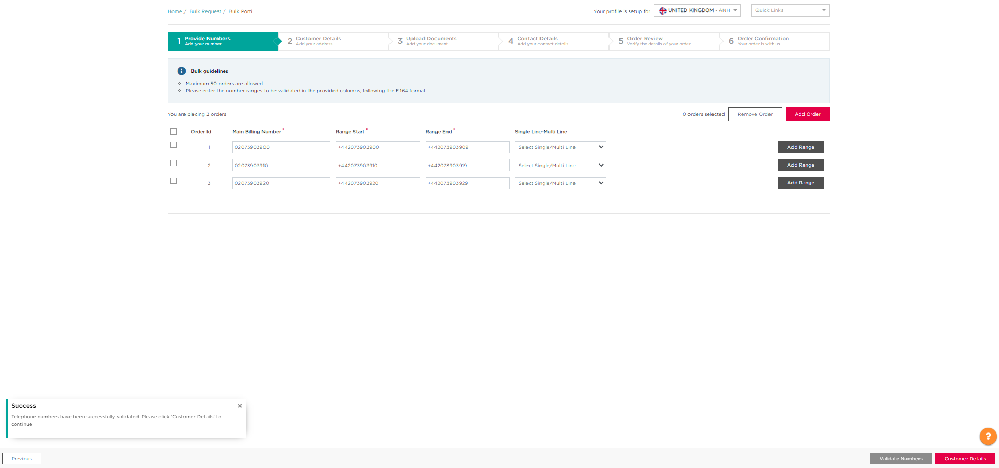 Home / Bulk Request / Bulk Porti..
Your profile is setup for UNITED KINGDOM - ANH Quick Links
1 Provide Numbers
Add your number
2 Customer Details
Add your address
3 Upload Documents
Add your document
4 Contact Details
Add your contact details
5 Order Review
Verify the details of your order
6 Order Confirmation
Your order is with us
i Bulk guidelines
Maximum 50 orders are allowed
Please enter the number ranges to be validated in the provided columns, following the E.164 format
You are placing 3 orders
0 orders selected Remove Order Add Order
Order Id Main Billing Number * Range Start * Range End * Single Line-Multi Line
1 02073903900 +442073903900 +442073903909 Select Single/Multi Line Add Range
2 02073903910 +442073903910 +442073903919 Select Single/Multi Line Add Range
3 02073903920 +442073903920 +442073903929 Select Single/Multi Line Add Range
Success ×
Telephone numbers have been successfully validated. Please click 'Customer Details' to
continue
?
Previous
Validate Numbers Customer Details